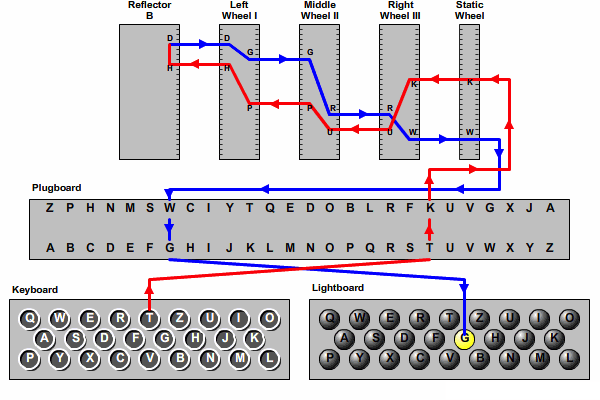 Reflector B
Left Wheel I
Middle Wheel II
Right Wheel III
Static Wheel
D D
G G
H H
K K
P P R R
U U W W
Plugboard
Z P H N M S W C I Y T Q E D O B L R F K U V G X J A
A B C D E F G H I J K L M N O P Q R S T U V W X Y Z
Keyboard
Q W E R T Z U I O
A S D F G H J K
P Y X C V B N M L
Lightboard
Q W E R T Z U I O
A S D F G H J K
P Y X C V B N M L